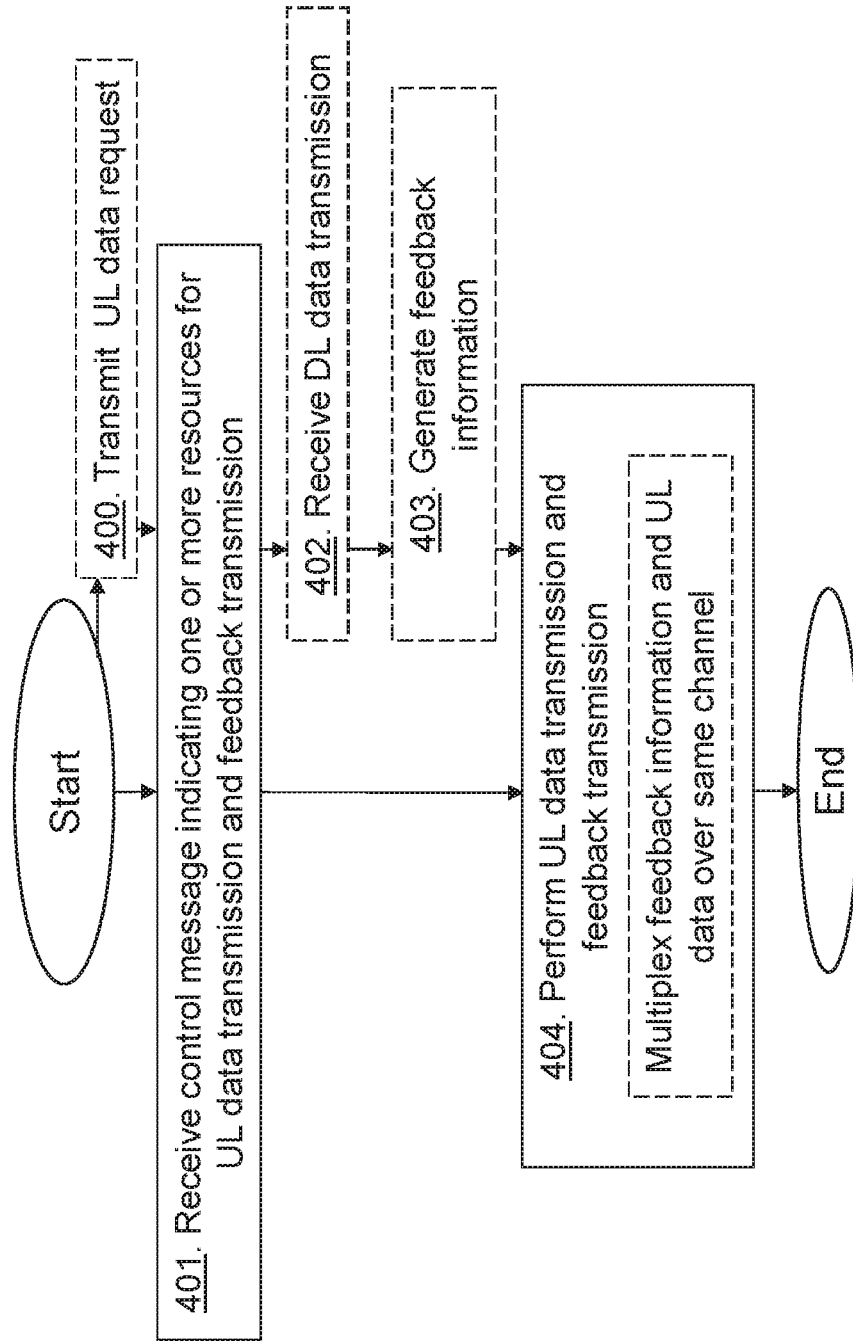 Start
400. Transmit UL data request
401. Receive control message indicating one or more resources for
UL data transmission and feedback transmission
402. Receive DL data transmission
403. Generate feedback
information
404. Perform UL data transmission and
feedback transmission
Multiplex feedback information and UL
data over same channel
End